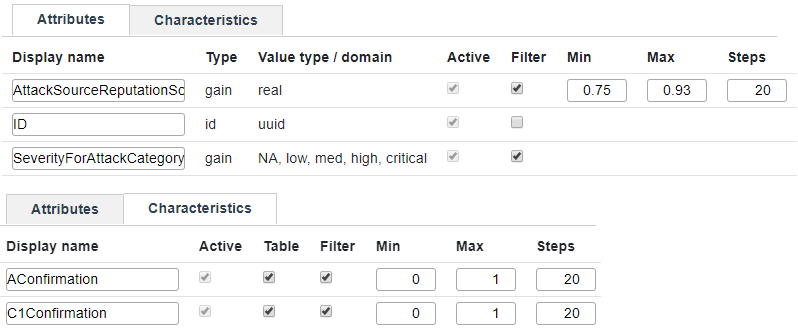 Attributes Characteristics
Display name Type Value type / domain Active Filter Min Max Steps
AttackSourceReputationSc gain real 0.75 0.93 20
ID id uuid
SeverityForAttackCategory gain NA, low, med, high, critical
Attributes Characteristics
Display name Active Table Filter Min Max Steps
AConfirmation 0 1 20
C1Confirmation 0 1 20